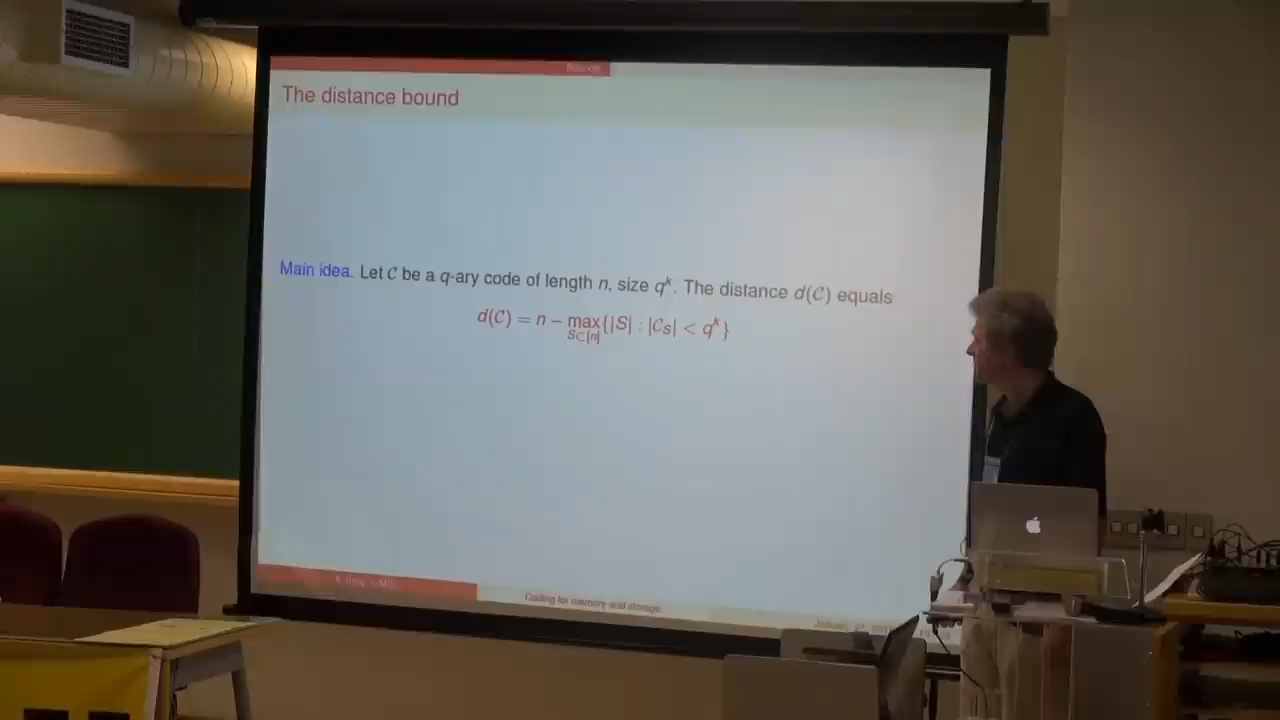 Bounds
The distance bound
Main idea. Let C be a q-ary code of length n, size q^k. The distance d(C) equals
d(C) = n − max_{S⊂[n]} {|S| : |C_S| < q^k}
Coding for memory and storage